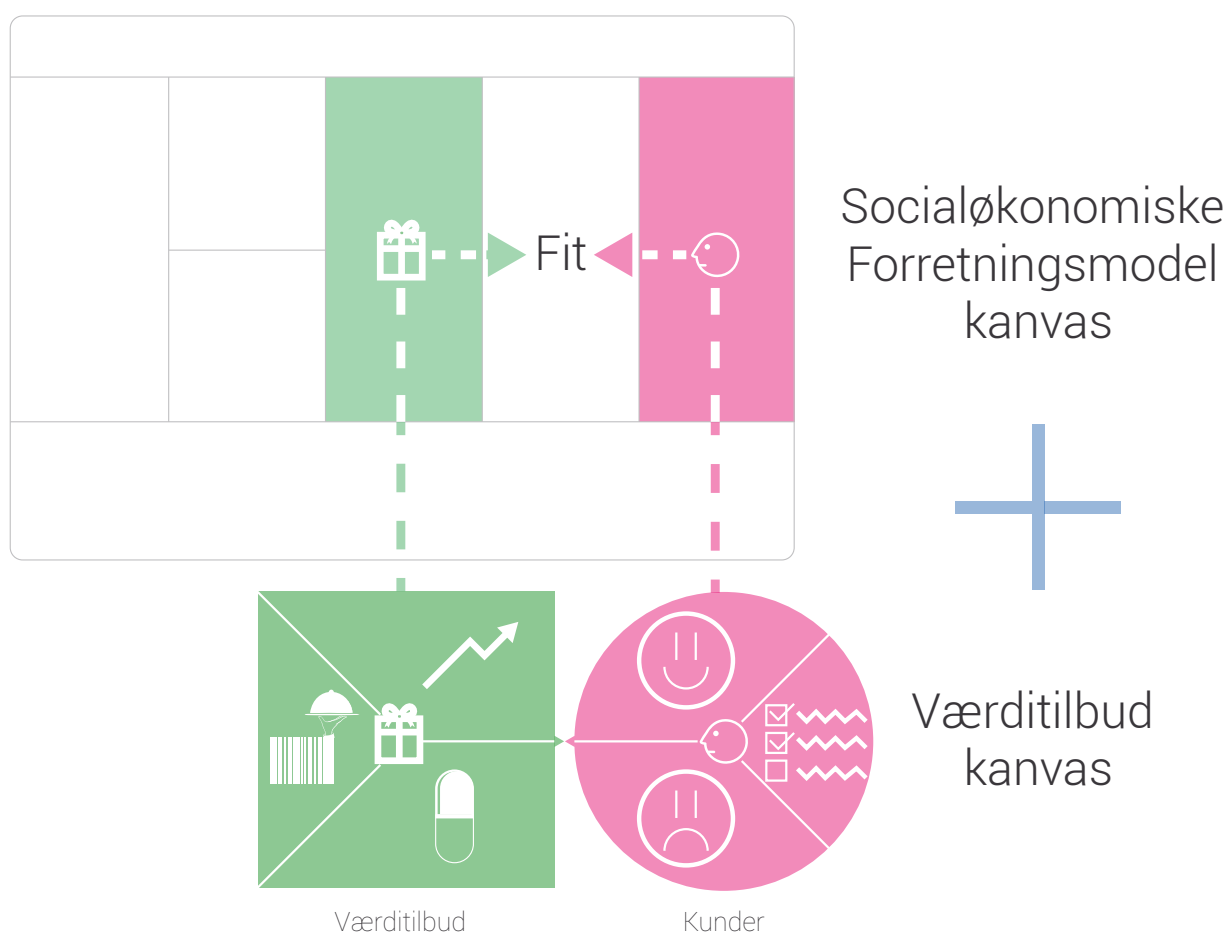 Fit
Socialøkonomiske
Forretningsmodel
kanvas
Værditilbud
kanvas
Værditilbud
Kunder